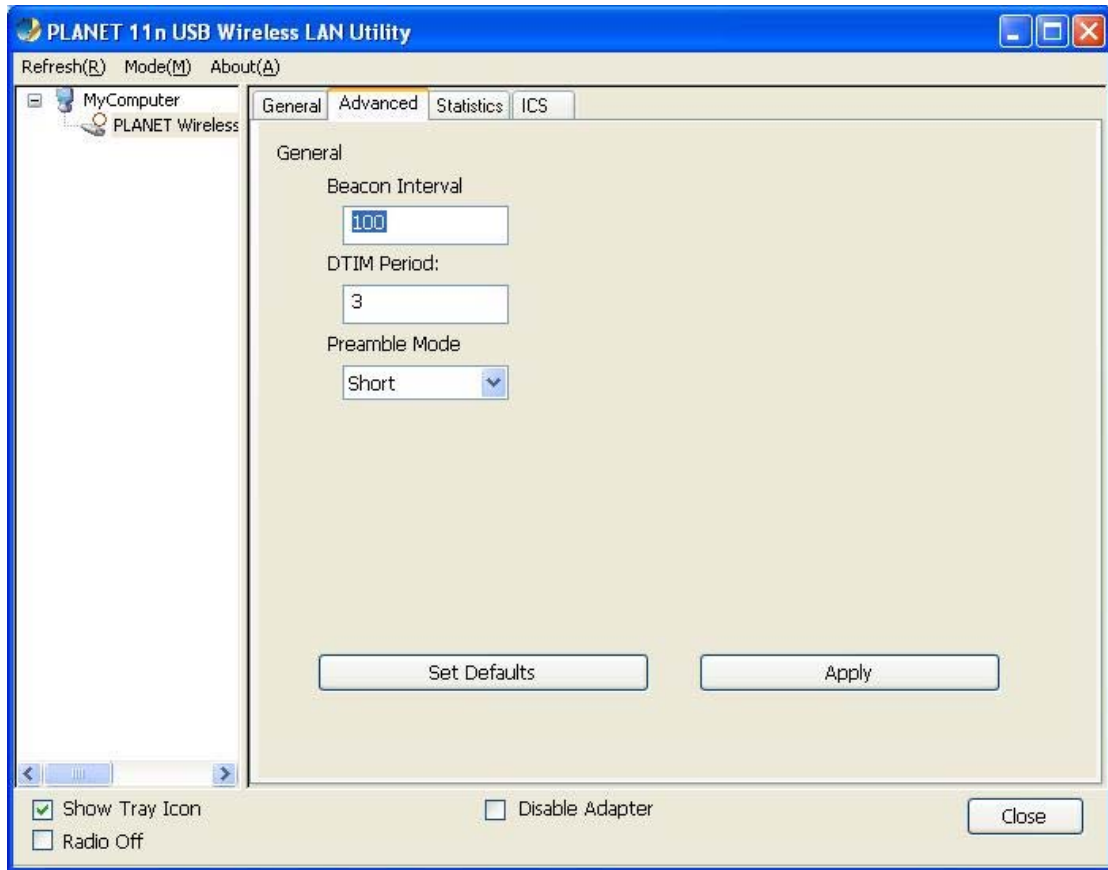 PLANET 11n USB Wireless LAN Utility
Refresh(R) Mode(M) About(A)
MyComputer
PLANET Wireless
General Advanced Statistics ICS
General
Beacon Interval
100
DTIM Period:
3
Preamble Mode
Short
Set Defaults Apply
Show Tray Icon Disable Adapter
Radio Off
Close